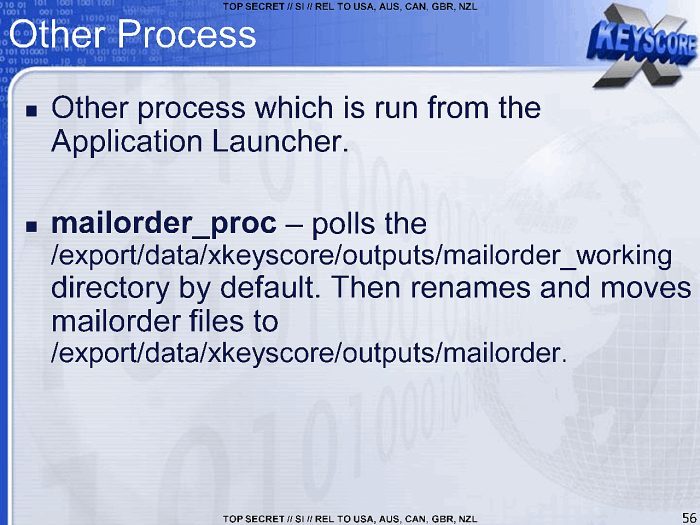 TOP SECRET // SI // REL TO USA, AUS, CAN, GBR, NZL
Other Process
XKEYSCORE
■ Other process which is run from the
Application Launcher.
■ mailorder_proc – polls the
/export/data/xkeyscore/outputs/mailorder_working
directory by default. Then renames and moves
mailorder files to
/export/data/xkeyscore/outputs/mailorder.
TOP SECRET // SI // REL TO USA, AUS, CAN, GBR, NZL
56